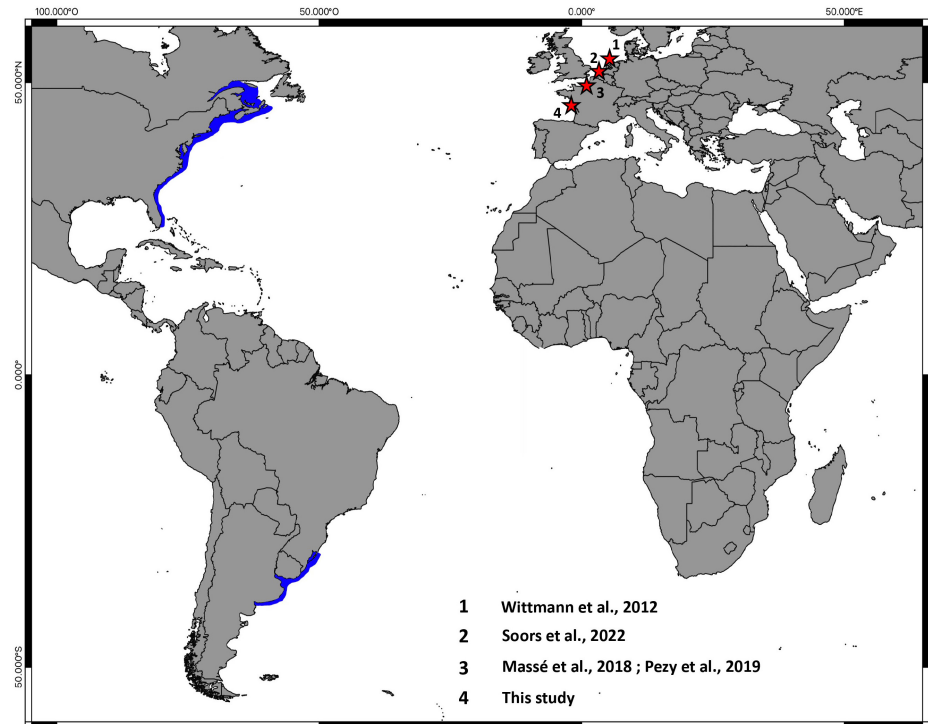 100.000°O 50.000°O 0.000° 50.000°E
50.000°N
0.000°
50.000°S
1
2
3
4
1 Wittmann et al., 2012
2 Soors et al., 2022
3 Massé et al., 2018 ; Pezy et al., 2019
4 This study